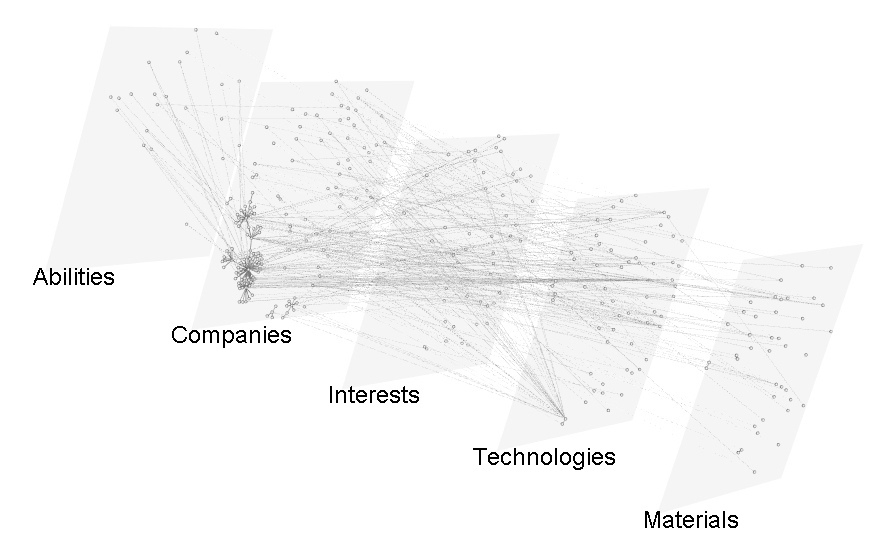 Abilities
Companies
Interests
Technologies
Materials